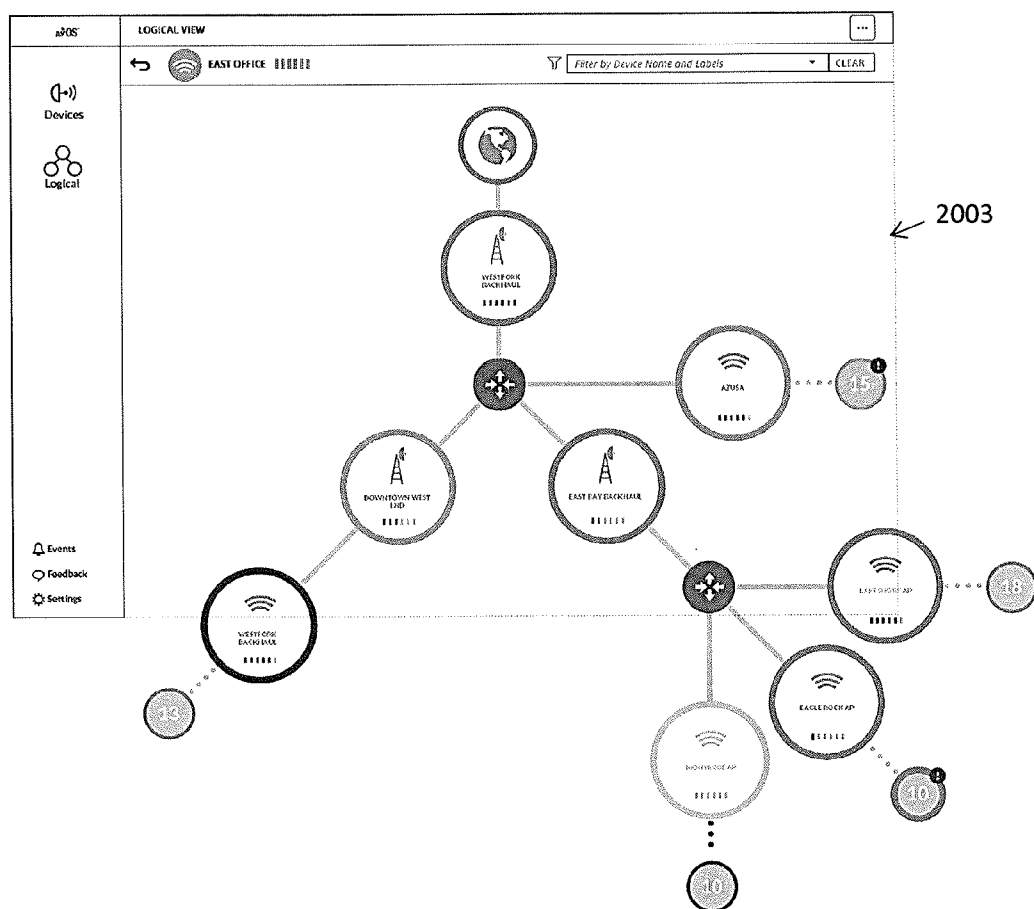 LOGICAL VIEW
...
EAST OFFICE
Filter by Device Name and Labels
CLEAR
Devices
Logical
2003
WESTFORK
BACKHAUL
AZUSA
15
DOWNTOWN WEST
END
EAST BAY BACKHAUL
Events
Feedback
Settings
WESTFORK
BACKHAUL
13
18
EAGLE ROCK AP
10
10